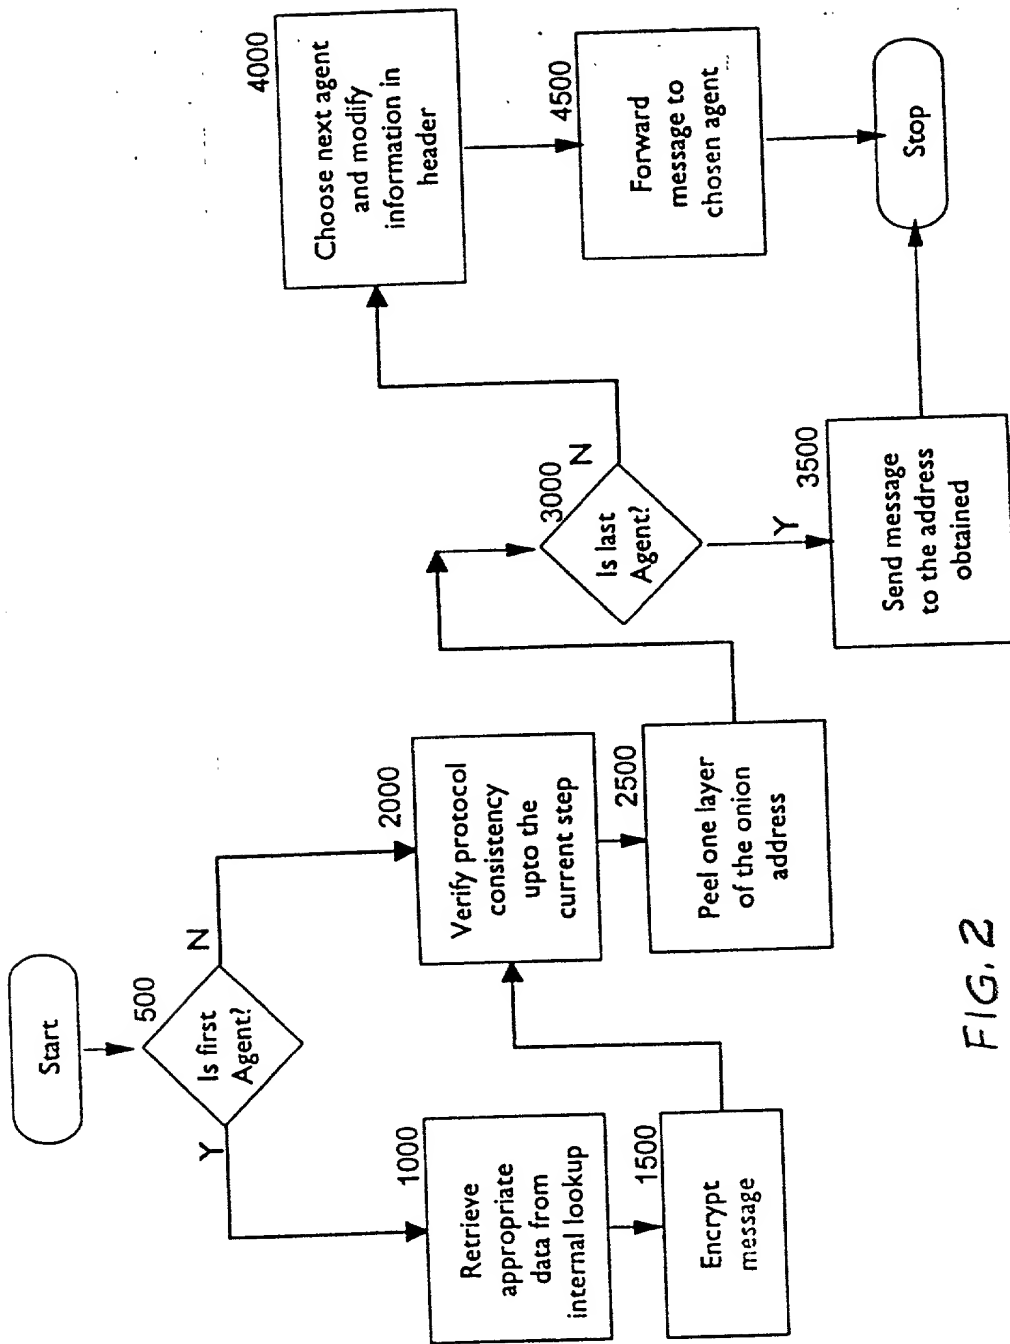 Start
500
Is first
Agent?
Y
N
1000
Retrieve
appropriate
data from
internal lookup
1500
Encrypt
message
2000
Verify protocol
consistency
upto the
current step
2500
Peel one layer
of the onion
address
3000
Is last
Agent?
N
Y
3500
Send message
to the address
obtained
4000
Choose next agent
and modify
information in
header
4500
Forward
message to
chosen agent
Stop
FIG. 2